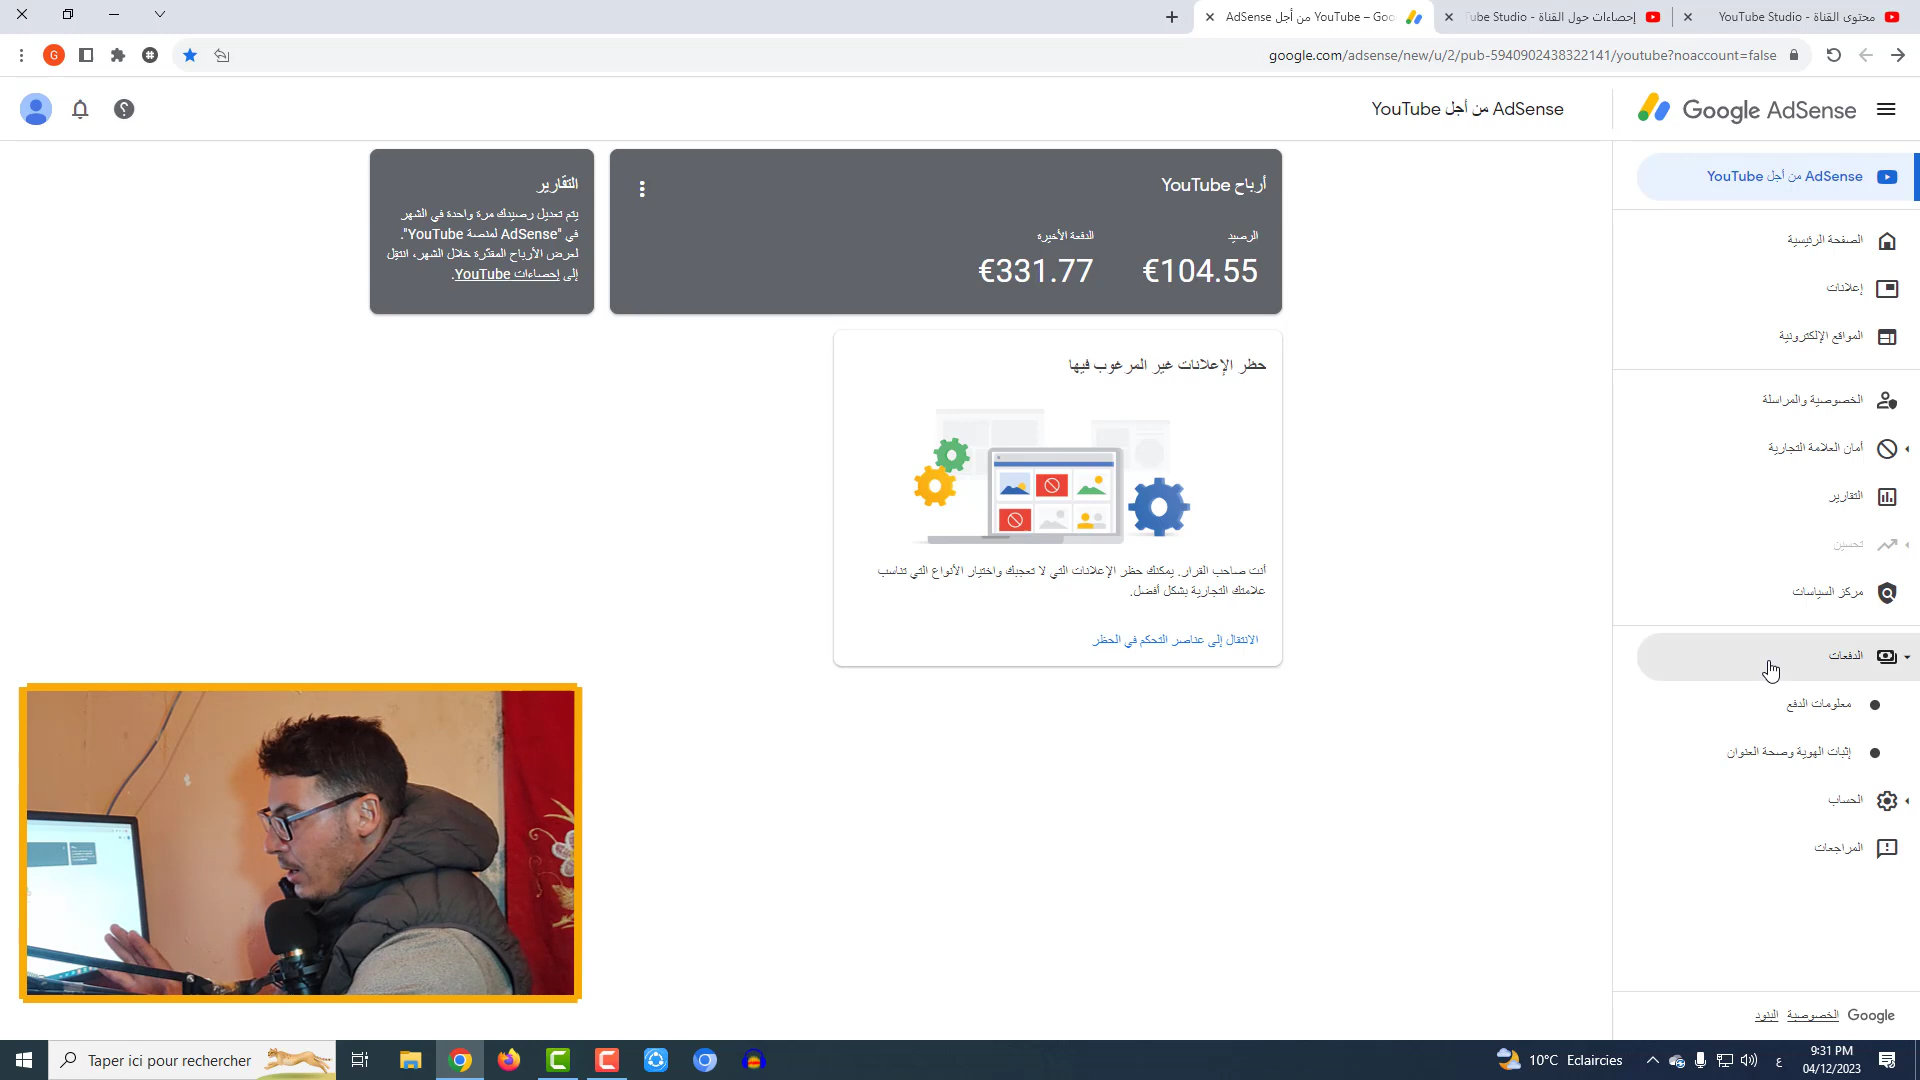 AdSense من أجل YouTube – Goo
إحصاءات حول القناة - YouTube Studio
محتوى القناة - YouTube Studio
G
google.com/adsense/new/u/2/pub-5940902438322141/youtube?noaccount=false
AdSense من أجل YouTube
Google AdSense
AdSense من أجل YouTube
الصفحة الرئيسية
إعلانات
المواقع الإلكترونية
الخصوصية والمراسلة
أمان العلامة التجارية
التقارير
تحسين
مركز السياسات
الدفعات
معلومات الدفع
إثبات الهوية وصحة العنوان
الحساب
المراجعات
Google الخصوصية البنود
أرباح YouTube
الرصيد
€104.55
الدفعة الأخيرة
€331.77
التقارير
يتم تعديل رصيدك مرة واحدة في الشهر
في "AdSense لمنصة YouTube".
لعرض الأرباح المقدّرة خلال الشهر، انتقِل
إلى إحصاءات YouTube.
حظر الإعلانات غير المرغوب فيها
أنت صاحب القرار. يمكنك حظر الإعلانات التي لا تعجبك واختيار الأنواع التي تناسب
علامتك التجارية بشكل أفضل.
الانتقال إلى عناصر التحكم في الحظر
Taper ici pour rechercher
10°C Eclaircies
ع
9:31 PM
04/12/2023